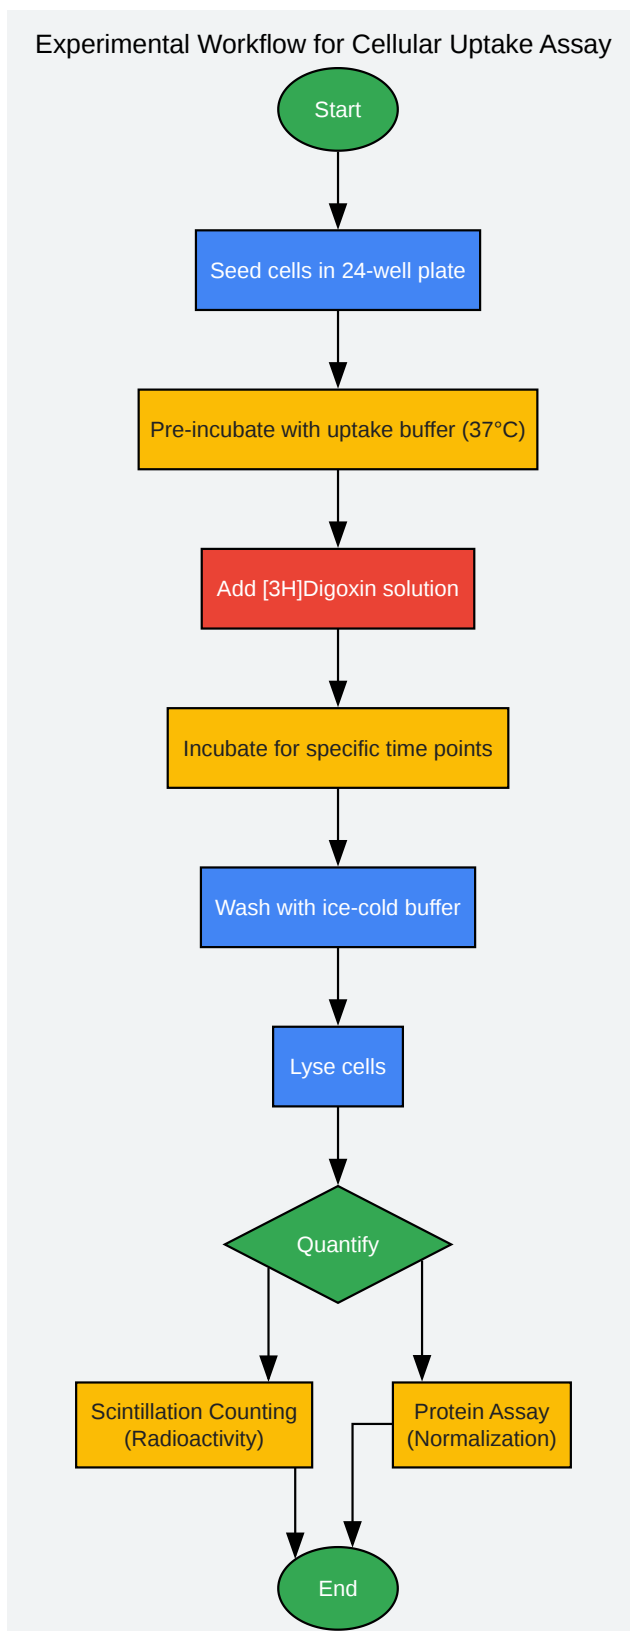 Experimental Workflow for Cellular Uptake Assay
Start
Seed cells in 24-well plate
Pre-incubate with uptake buffer (37°C)
Add [3H]Digoxin solution
Incubate for specific time points
Wash with ice-cold buffer
Lyse cells
Quantify
Scintillation Counting
(Radioactivity)
Protein Assay
(Normalization)
End